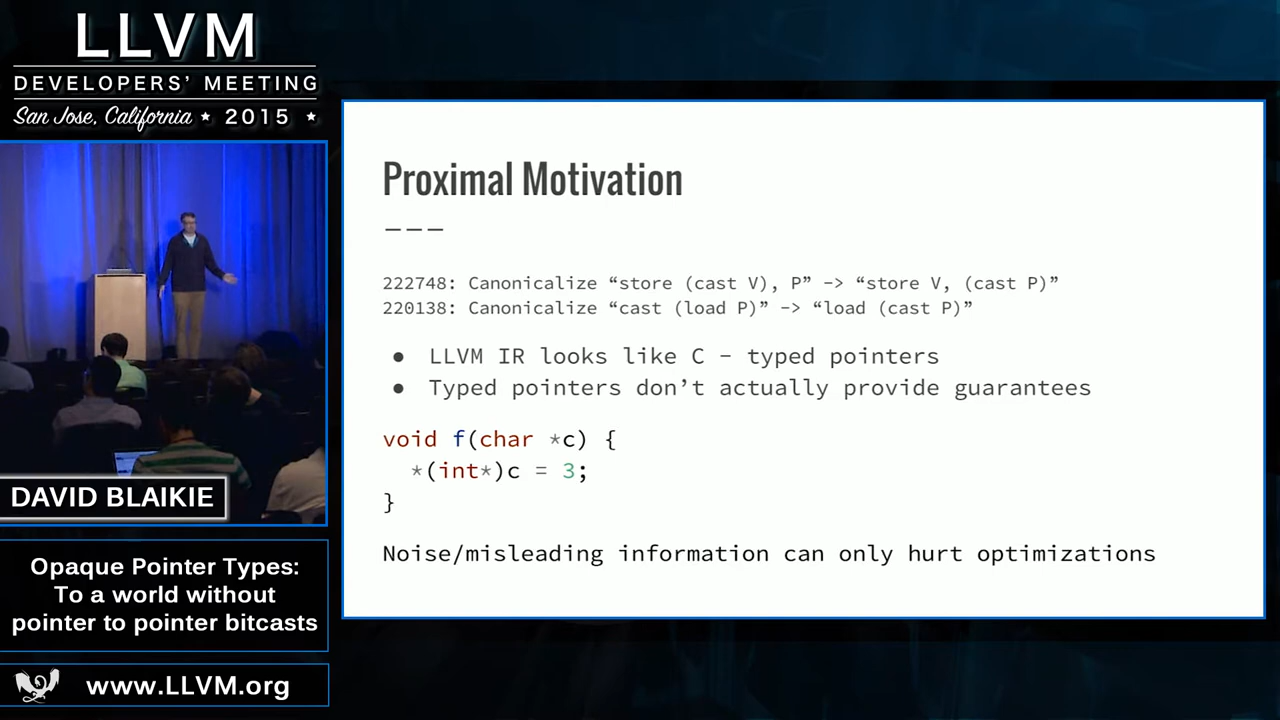 LLVM
DEVELOPERS' MEETING
San Jose, California ★ 2015 ★
DAVID BLAIKIE
Opaque Pointer Types:
To a world without
pointer to pointer bitcasts
www.LLVM.org
Proximal Motivation
———
222748: Canonicalize “store (cast V), P” -> “store V, (cast P)”
220138: Canonicalize “cast (load P)” -> “load (cast P)”
● LLVM IR looks like C - typed pointers
● Typed pointers don’t actually provide guarantees
void f(char *c) {
*(int*)c = 3;
}
Noise/misleading information can only hurt optimizations